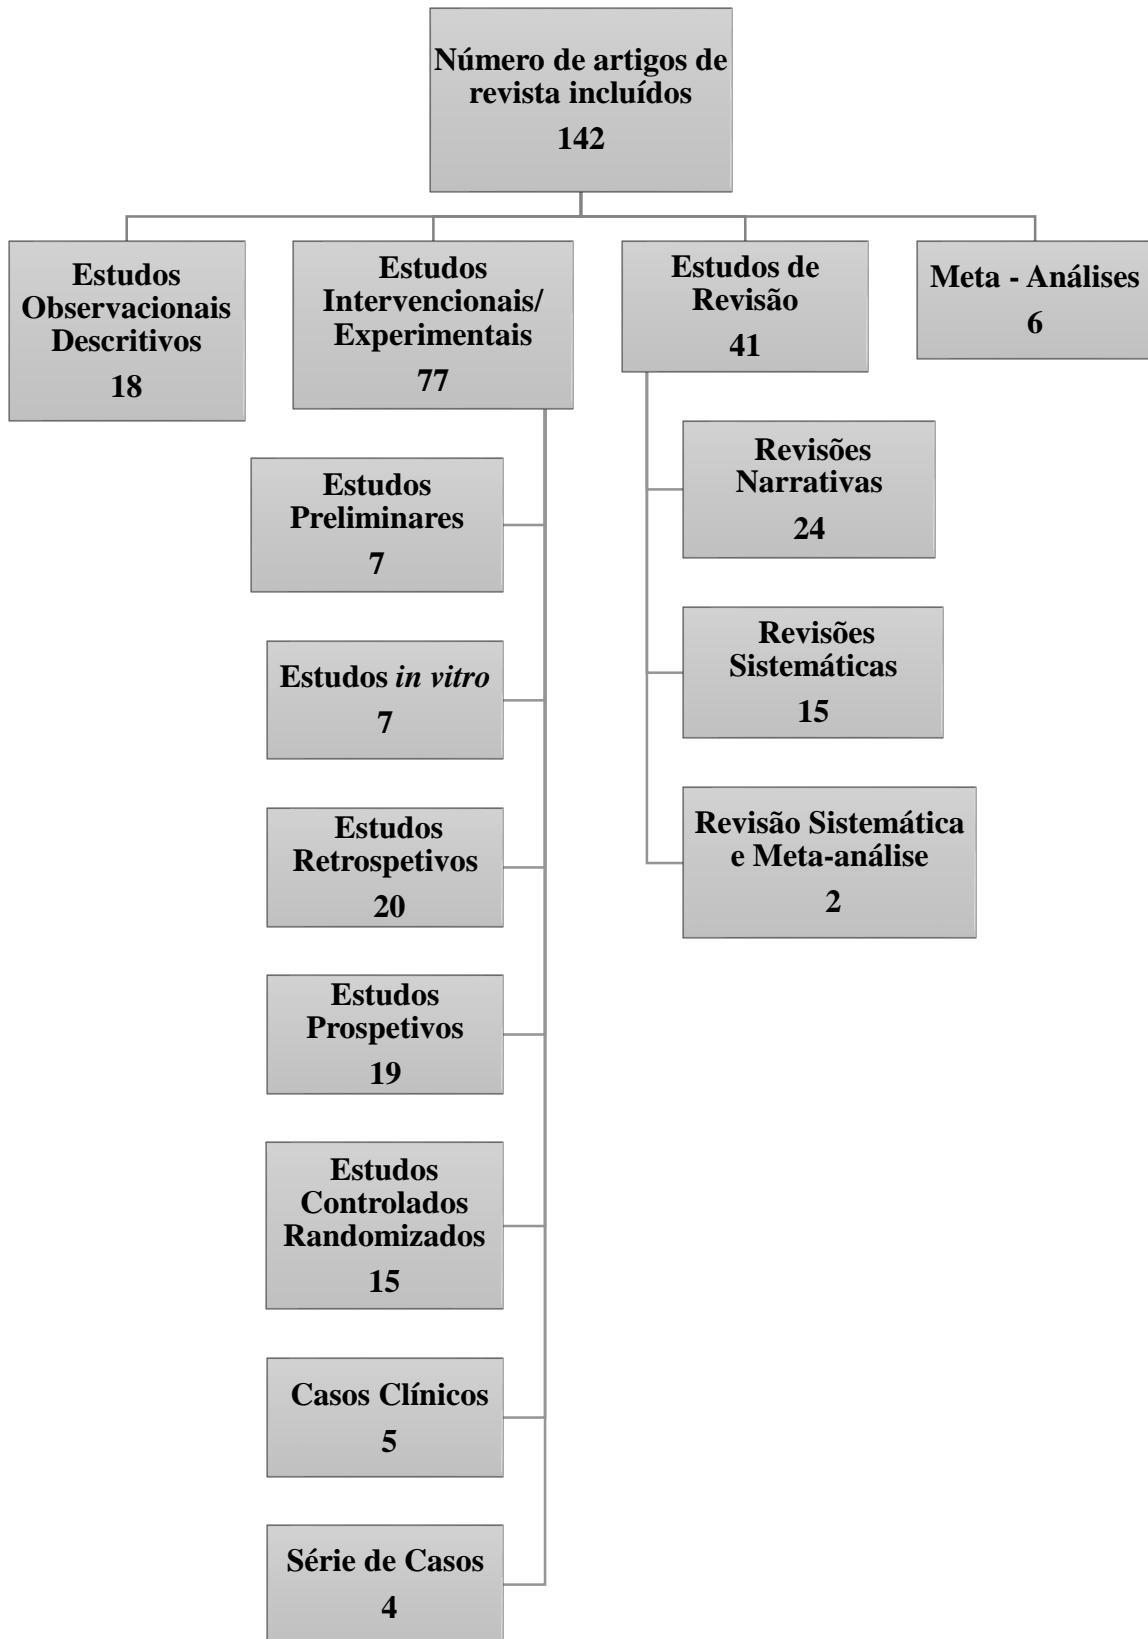 Número de artigos de
revista incluídos
142
Estudos
Observacionais
Descritivos
18
Estudos
Intervencionais/
Experimentais
77
Estudos de
Revisão
41
Meta - Análises
6
Estudos
Preliminares
7
Estudos in vitro
7
Estudos
Retrospetivos
20
Estudos
Prospetivos
19
Estudos
Controlados
Randomizados
15
Casos Clínicos
5
Série de Casos
4
Revisões
Narrativas
24
Revisões
Sistemáticas
15
Revisão Sistemática
e Meta-análise
2